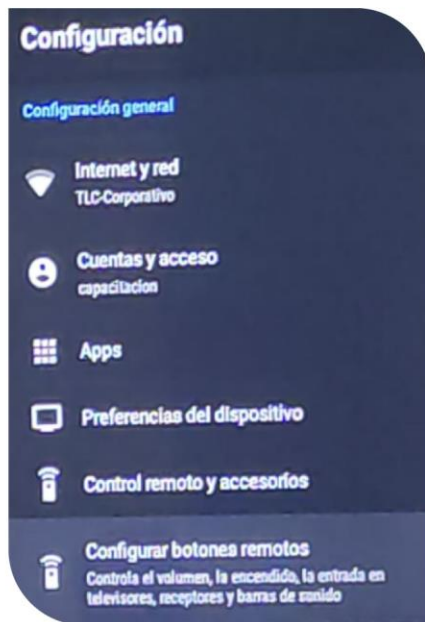 Configuración
Configuración general
Internet y red
TLC-Corporativo
Cuentas y acceso
capacitacion
Apps
Preferencias del dispositivo
Control remoto y accesorios
Configurar botones remotos
Controla el volumen, la encendido, la entrada en
televisores, receptores y barras de sonido